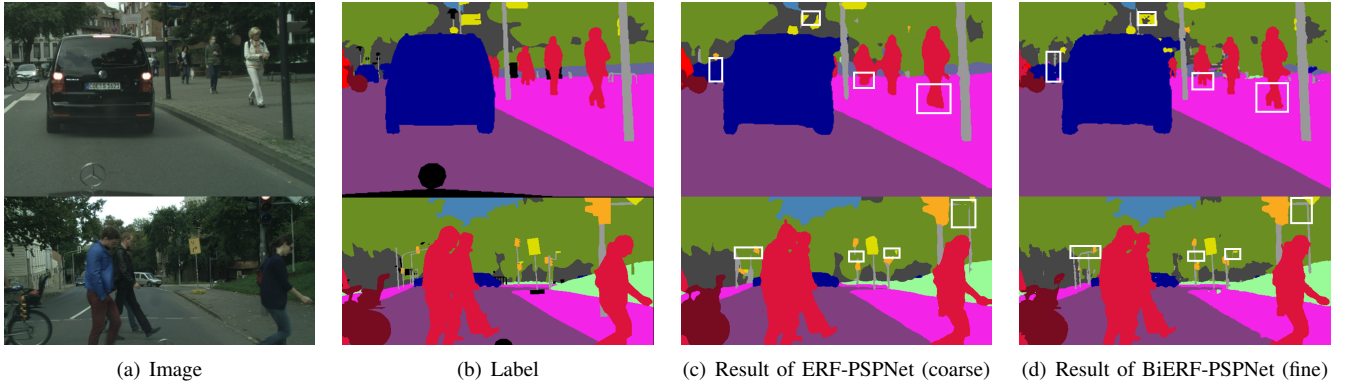 (a) Image
(b) Label
(c) Result of ERF-PSPNet (coarse)
(d) Result of BiERF-PSPNet (fine)